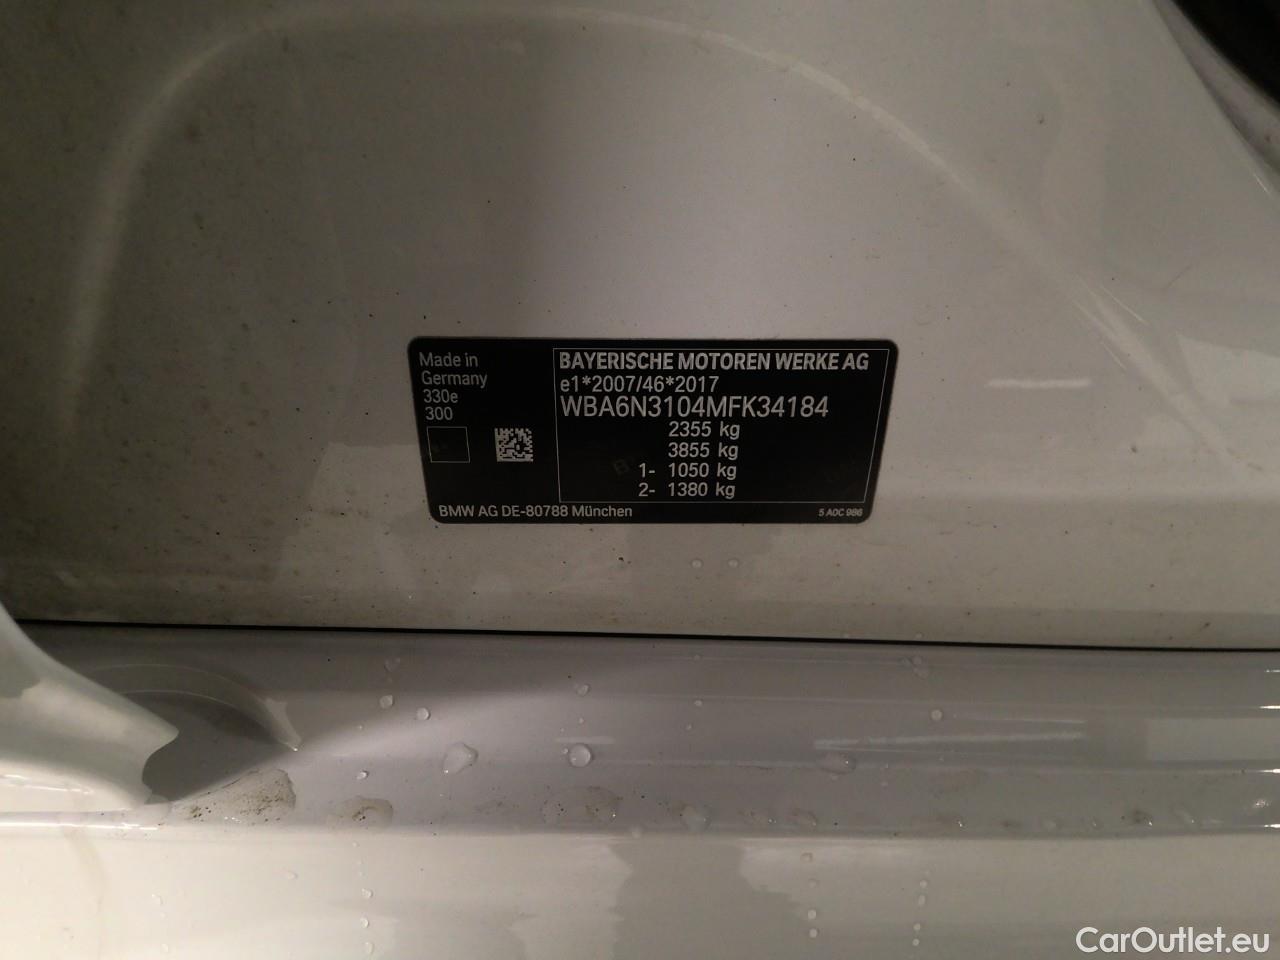 Made in
Germany
330e
300
BAYERISCHE MOTOREN WERKE AG
e1*2007/46*2017
WBA6N3104MFK34184
2355 kg
3855 kg
1- 1050 kg
2- 1380 kg
BMW AG DE-80788 München
5 A0C 986
CarOutlet.eu